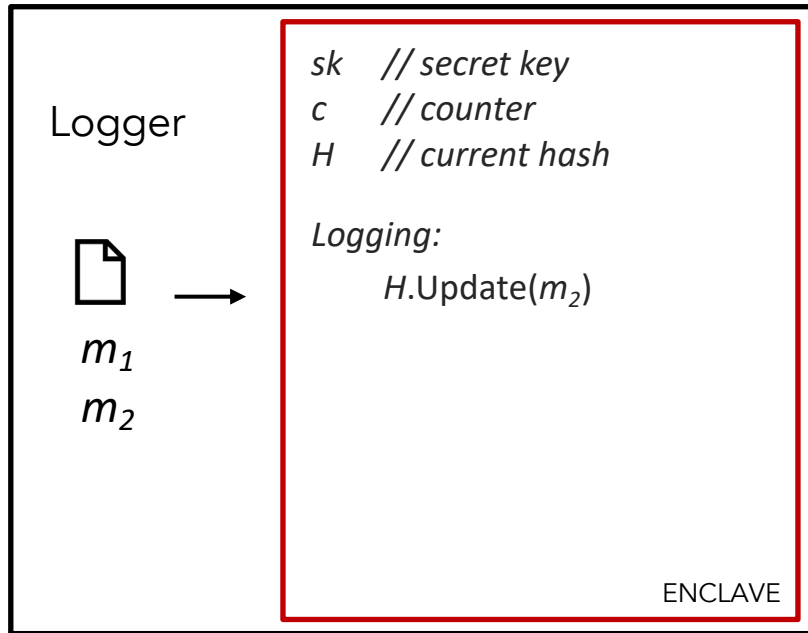 Logger
m₁
m₂
sk // secret key
c // counter
H // current hash
Logging:
H.Update(m₂)
ENCLAVE